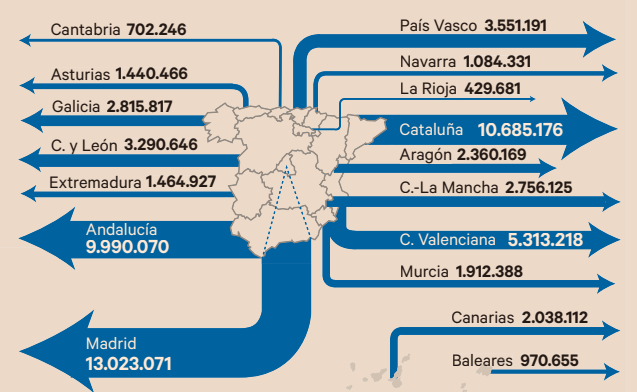 Cantabria 702.246
Asturias 1.440.466
Galicia 2.815.817
C. y León 3.290.646
Extremadura 1.464.927
Andalucía
9.990.070
Madrid
13.023.071
País Vasco 3.551.191
Navarra 1.084.331
La Rioja 429.681
Cataluña 10.685.176
Aragón 2.360.169
C.-La Mancha 2.756.125
C. Valenciana 5.313.218
Murcia 1.912.388
Canarias 2.038.112
Baleares 970.655